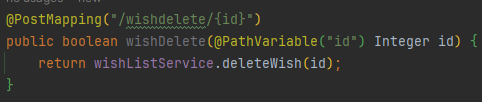 @PostMapping("/wishdelete/{id}")
public boolean wishDelete(@PathVariable("id") Integer id) {
    return wishListService.deleteWish(id);
}